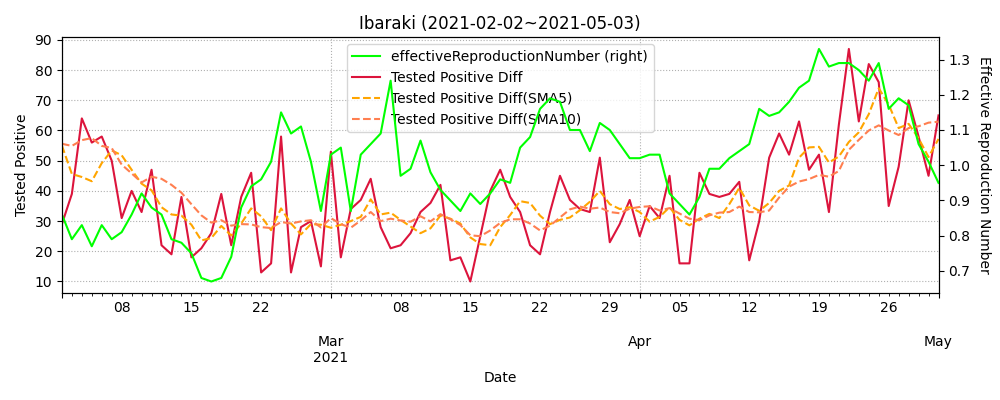 Ibaraki (2021-02-02~2021-05-03)
effectiveReproductionNumber (right)
Tested Positive Diff
Tested Positive Diff(SMA5)
Tested Positive Diff(SMA10)
Tested Positive
90
80
70
60
50
40
30
20
10
1.3
1.2
1.1
1.0
0.9
0.8
0.7
Effective Reproduction Number
08 15 22 08 15 22 29 05 12 19 26
Mar Apr May
2021
Date